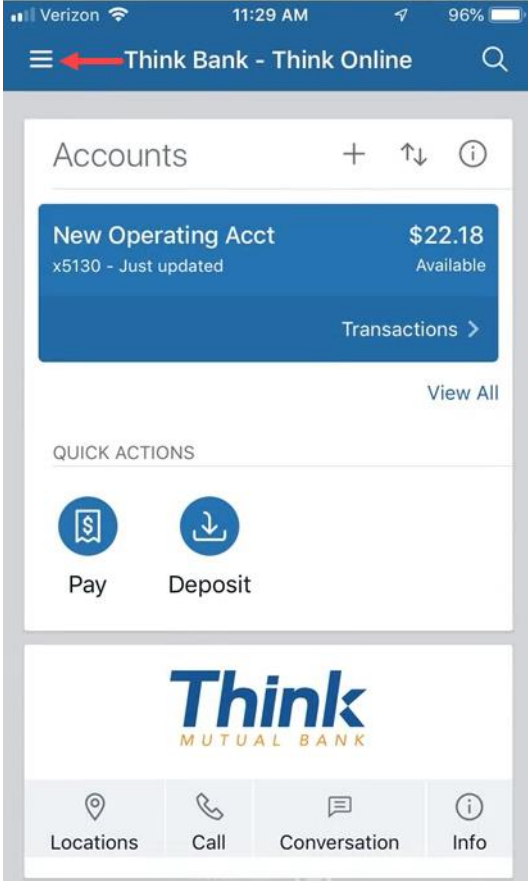 Verizon 11:29 AM 96%
Think Bank - Think Online
Accounts
New Operating Acct $22.18
x5130 - Just updated Available
Transactions
View All
QUICK ACTIONS
Pay Deposit
Think
MUTUAL BANK
Locations Call Conversation Info